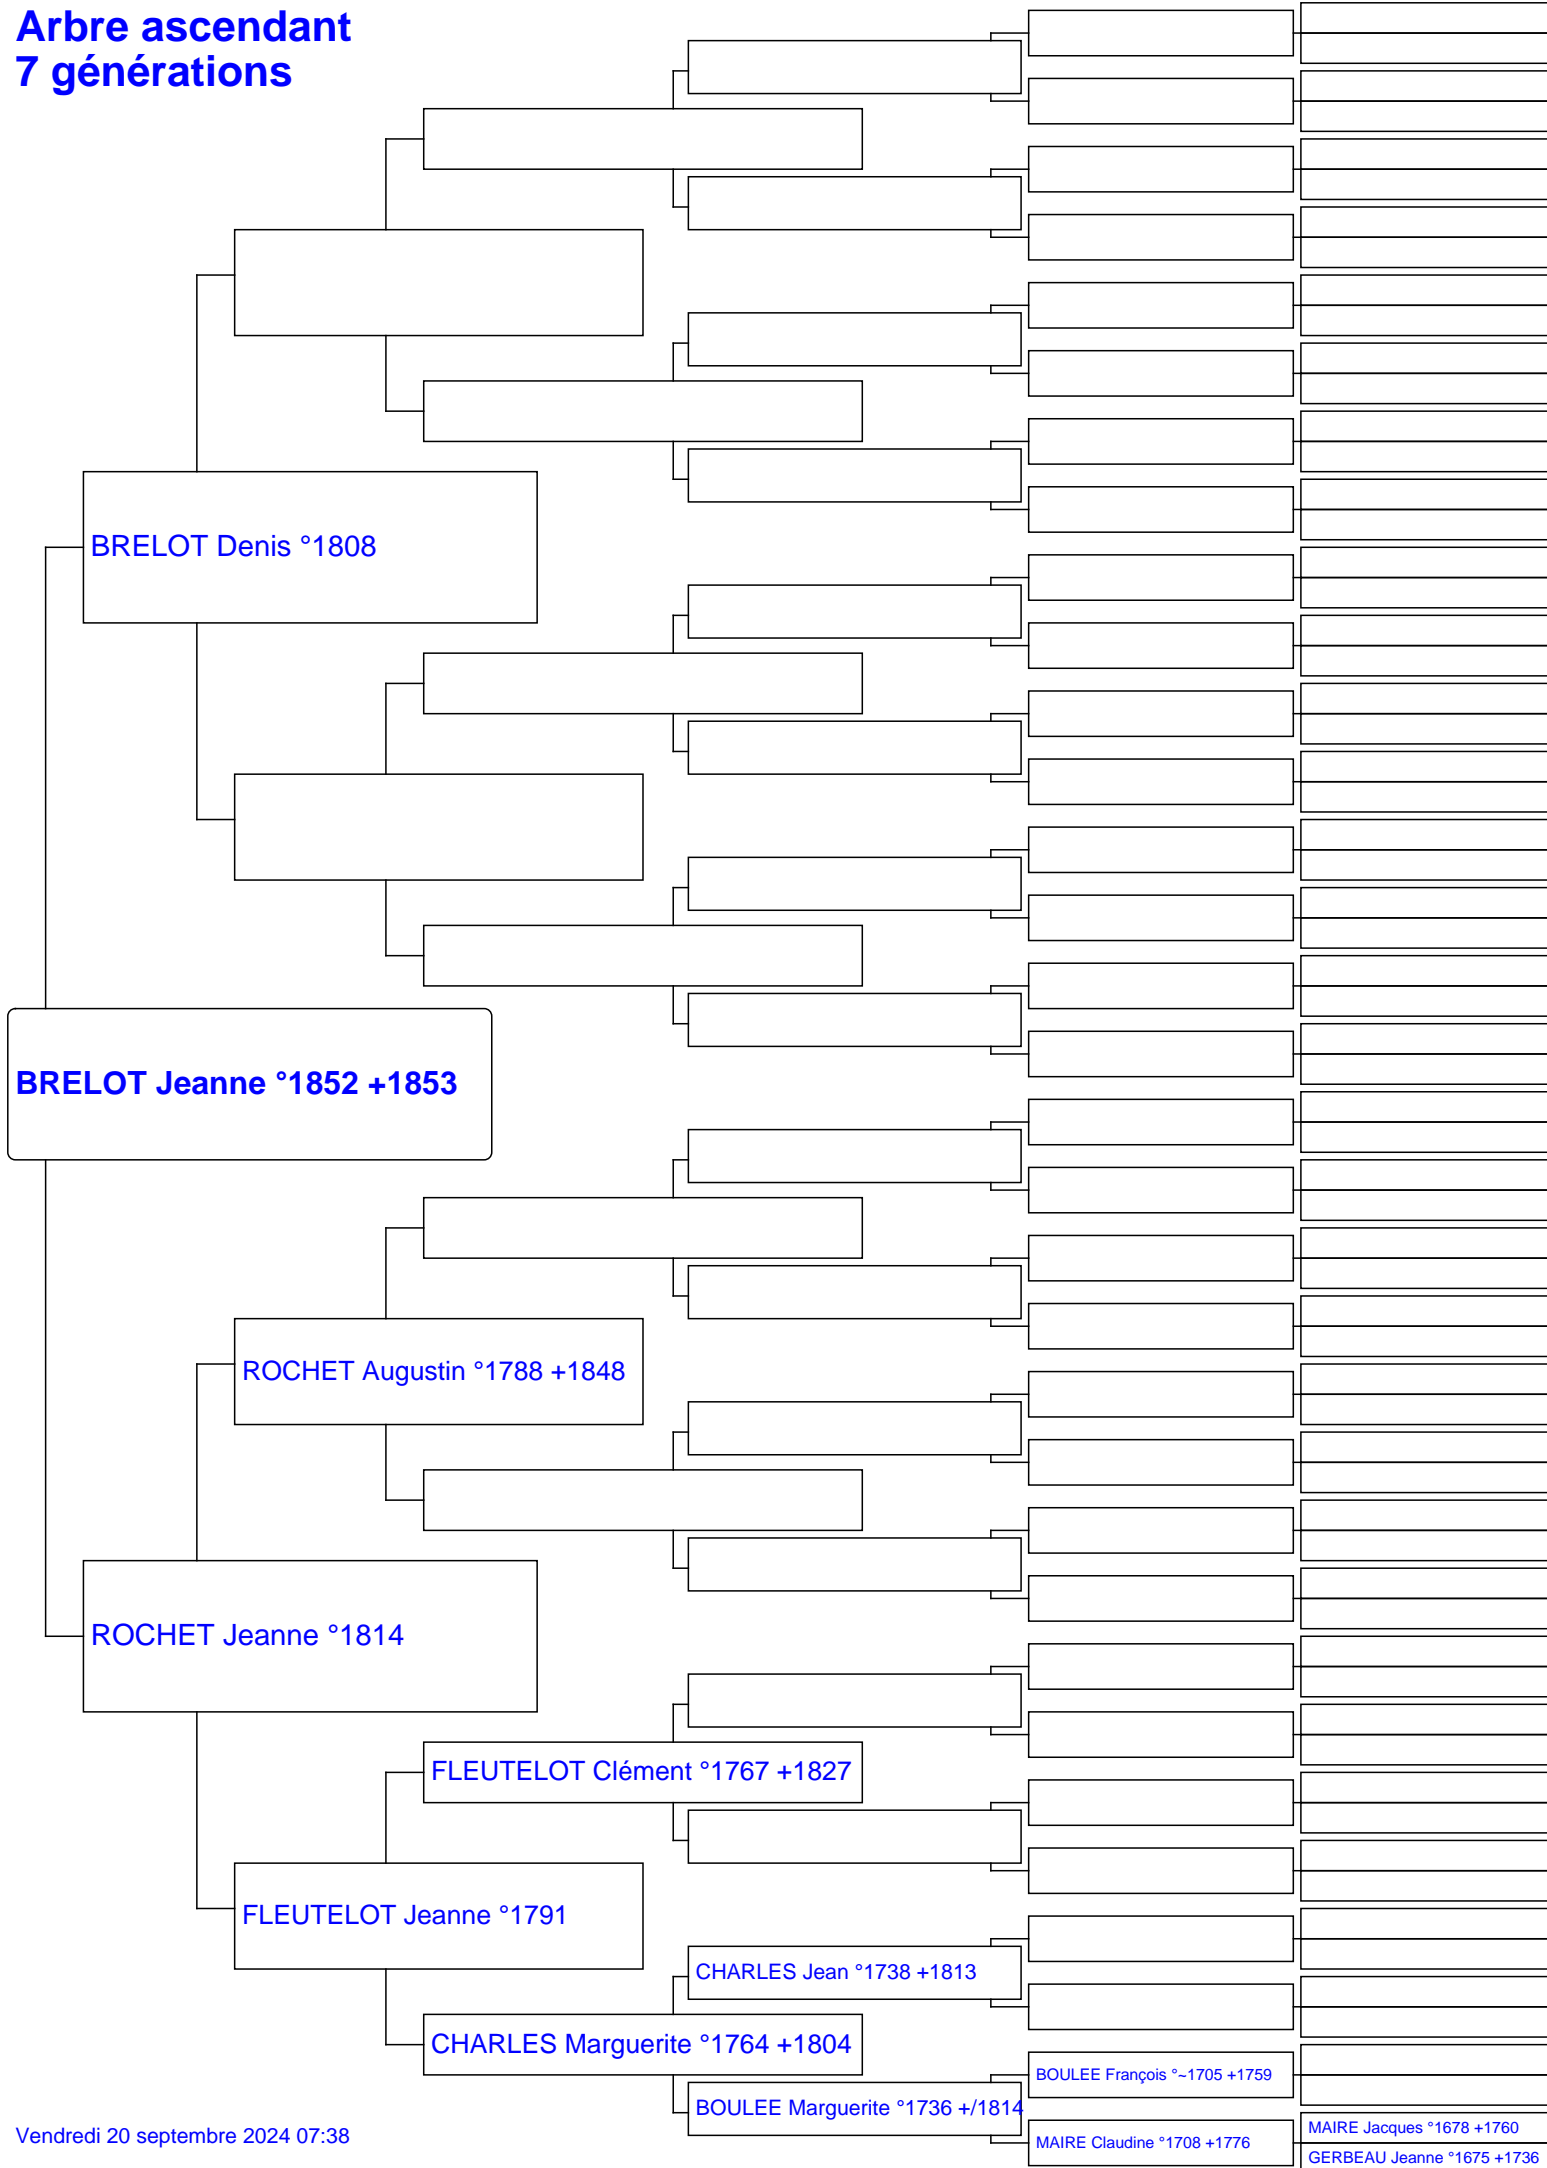 Arbre ascendant
7 générations
BRELOT Denis °1808
BRELOT Jeanne °1852 +1853
ROCHET Augustin °1788 +1848
ROCHET Jeanne °1814
FLEUTELOT Clément °1767 +1827
FLEUTELOT Jeanne °1791
CHARLES Jean °1738 +1813
CHARLES Marguerite °1764 +1804
BOULEE François °~1705 +1759
BOULEE Marguerite °1736 +/1814
MAIRE Jacques °1678 +1760
MAIRE Claudine °1708 +1776
GERBEAU Jeanne °1675 +1736
Vendredi 20 septembre 2024 07:38